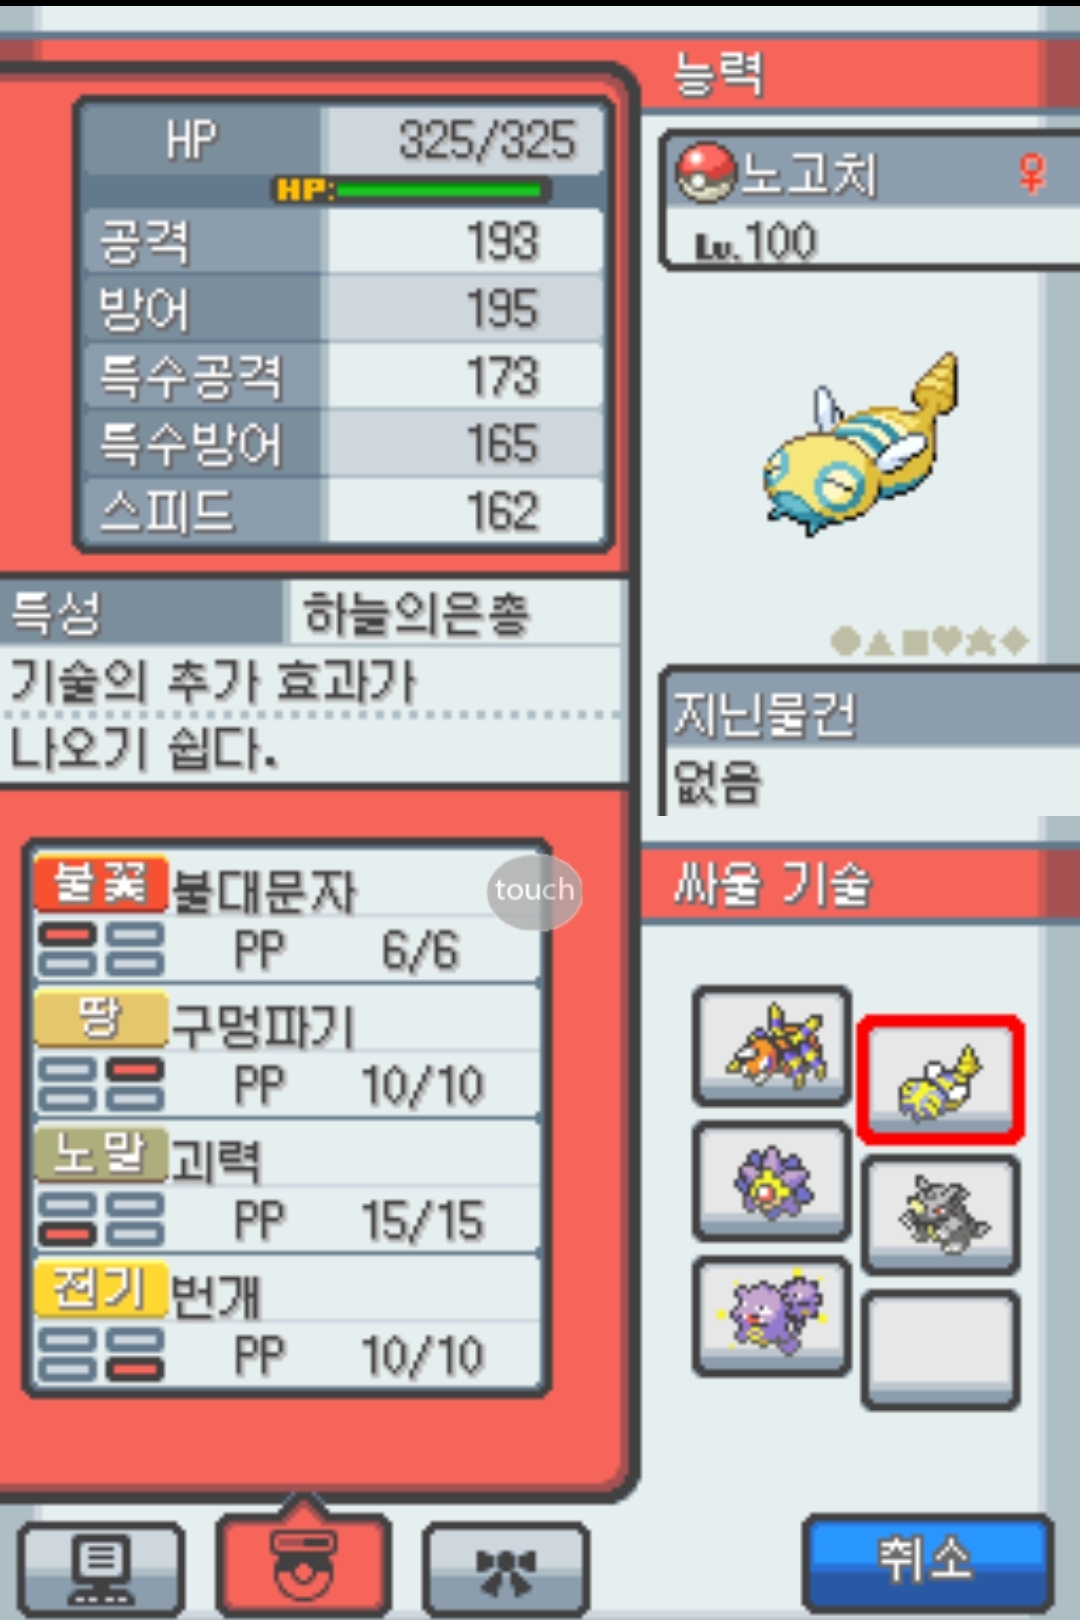 능력
HP 325/325
HP:
공격 193
방어 195
특수공격 173
특수방어 165
스피드 162
노고치 ♀
Lv.100
특성 하늘의은총
기술의 추가 효과가
나오기 쉽다.
지닌물건
없음
싸울 기술
불꽃 불대문자
PP 6/6
땅 구멍파기
PP 10/10
노말 괴력
PP 15/15
전기 번개
PP 10/10
touch
취소